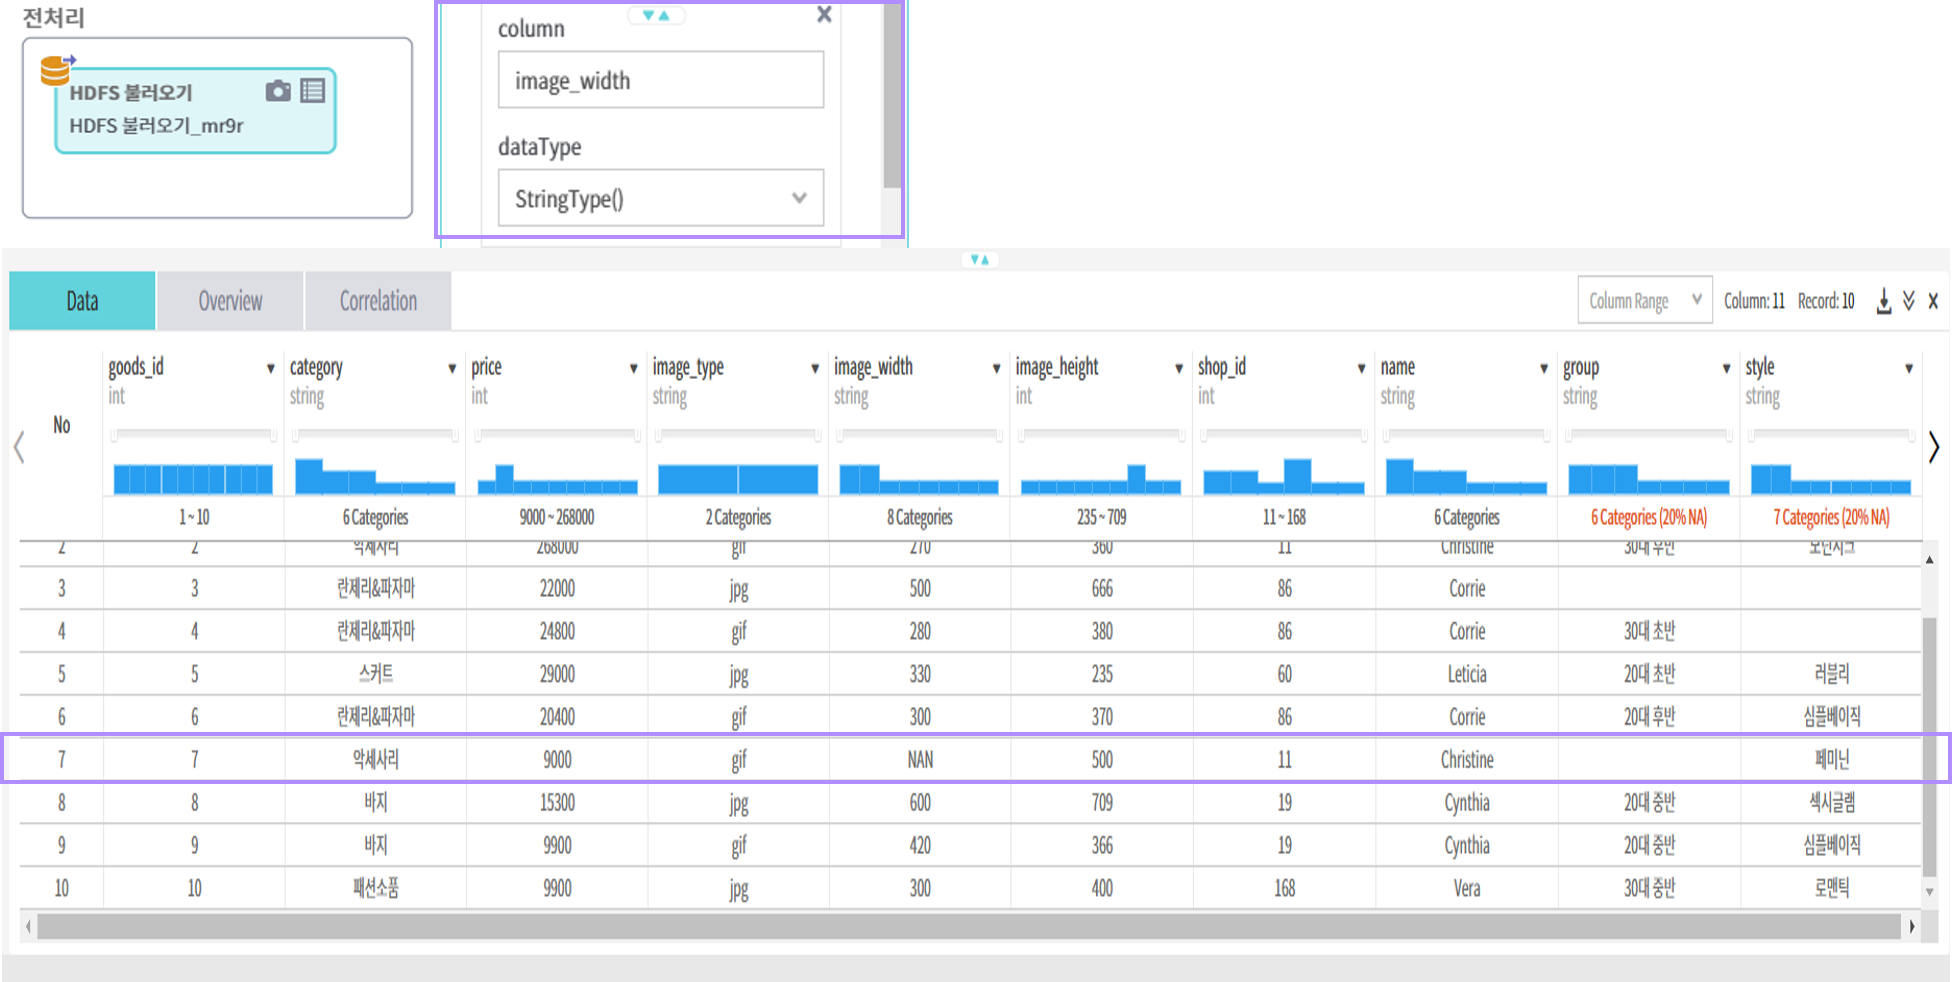 전처리
HDFS 불러오기
HDFS 불러오기_mr9r
column
image_width
dataType
StringType()
Data Overview Correlation Column Range Column: 11 Record: 10
No goods_id category price image_type image_width image_height shop_id name group style
int string int string string int int string string string
1 ~ 10 6 Categories 9000 ~ 268000 2 Categories 8 Categories 235 ~ 709 11 ~ 168 6 Categories 6 Categories (20% NA) 7 Categories (20% NA)
2 2 악세사리 268000 gif 270 360 11 Christine 30대 후반 모던시크
3 3 란제리&파자마 22000 jpg 500 666 86 Corrie
4 4 란제리&파자마 24800 gif 280 380 86 Corrie 30대 초반
5 5 스커트 29000 jpg 330 235 60 Leticia 20대 초반 러블리
6 6 란제리&파자마 20400 gif 300 370 86 Corrie 20대 후반 심플베이직
7 7 악세사리 9000 gif NAN 500 11 Christine 페미닌
8 8 바지 15300 jpg 600 709 19 Cynthia 20대 중반 섹시글램
9 9 바지 9900 gif 420 366 19 Cynthia 20대 중반 심플베이직
10 10 패션소품 9900 jpg 300 400 168 Vera 30대 중반 로맨틱